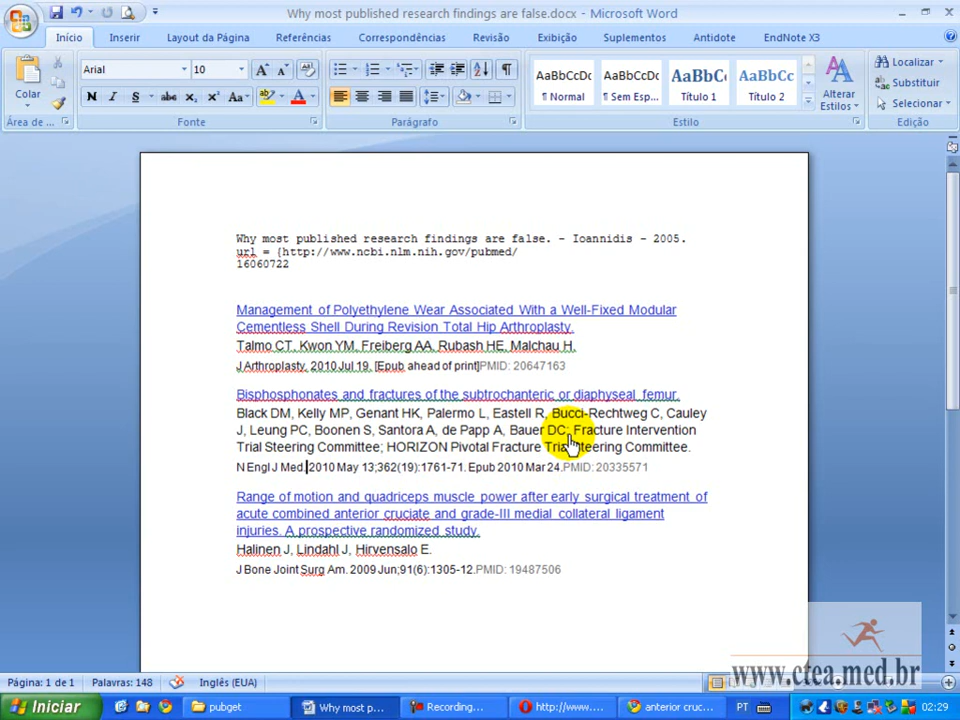 Why most published research findings are false.docx - Microsoft Word
Início Inserir Layout da Página Referências Correspondências Revisão Exibição Suplementos Antidote EndNote X3
Colar
Arial 10
N I S abc x₂ x² Aa A
AaBbCcDc AaBbCcDc AaBbC AaBbCc
¶ Normal ¶ Sem Esp... Título 1 Título 2
Alterar Estilos
Localizar
Substituir
Selecionar
Área de ... Fonte Parágrafo Estilo Edição
Why most published research findings are false. - Ioannidis - 2005.
url = {http://www.ncbi.nlm.nih.gov/pubmed/
16060722
Management of Polyethylene Wear Associated With a Well-Fixed Modular
Cementless Shell During Revision Total Hip Arthroplasty.
Talmo CT, Kwon YM, Freiberg AA, Rubash HE, Malchau H.
J Arthroplasty. 2010 Jul 19. [Epub ahead of print]PMID: 20647163
Bisphosphonates and fractures of the subtrochanteric or diaphyseal femur.
Black DM, Kelly MP, Genant HK, Palermo L, Eastell R, Bucci-Rechtweg C, Cauley
J, Leung PC, Boonen S, Santora A, de Papp A, Bauer DC; Fracture Intervention
Trial Steering Committee; HORIZON Pivotal Fracture Trial Steering Committee.
N Engl J Med. 2010 May 13;362(19):1761-71. Epub 2010 Mar 24.PMID: 20335571
Range of motion and quadriceps muscle power after early surgical treatment of
acute combined anterior cruciate and grade-III medial collateral ligament
injuries. A prospective randomized study.
Halinen J, Lindahl J, Hirvensalo E.
J Bone Joint Surg Am. 2009 Jun;91(6):1305-12.PMID: 19487506
www.ctea.med.br
Página: 1 de 1 Palavras: 148 Inglês (EUA)
Iniciar pubget Why most p... Recording... http://www.... anterior cruc... PT 02:29